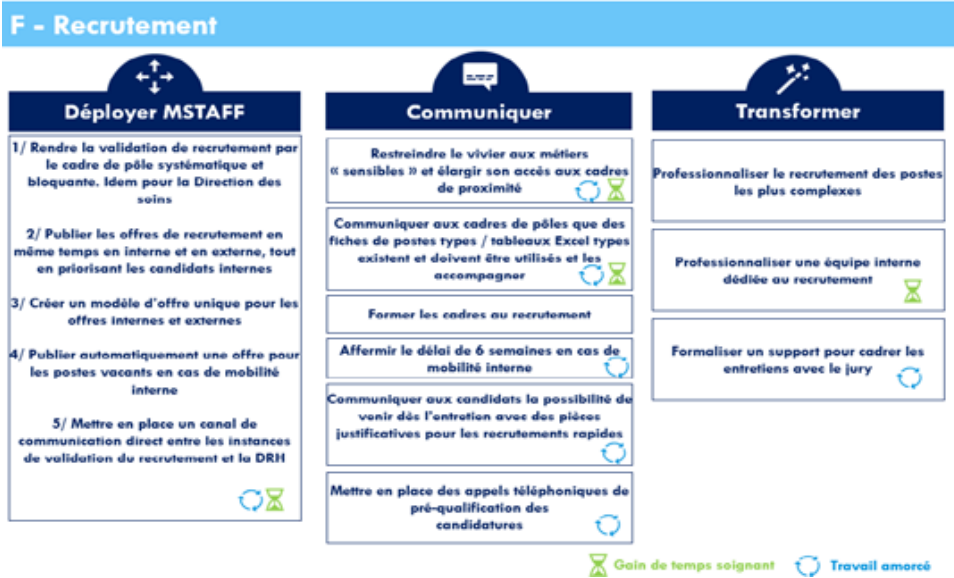 F - Recrutement
Déployer MSTAFF
1/ Rendre la validation de recrutement par
le cadre de pôle systématique et
bloquante. Idem pour la Direction des
soins
2/ Publier les offres de recrutement en
même temps en interne et en externe, tout
en priorisant les candidats internes
3/ Créer un modèle d'offre unique pour les
offres internes et externes
4/ Publier automatiquement une offre pour
les postes vacants en cas de mobilité
interne
5/ Mettre en place un canal de
communication direct entre les instances
de validation du recrutement et la DRH
Communiquer
Restreindre le vivier aux métiers
« sensibles » et élargir son accès aux cadres
de proximité
Communiquer aux cadres de pôles que des
fiches de postes types / tableaux Excel types
existent et doivent être utilisés et les
accompagner
Former les cadres au recrutement
Affermir le délai de 6 semaines en cas de
mobilité interne
Communiquer aux candidats la possibilité de
venir dès l'entretien avec des pièces
justificatives pour les recrutements rapides
Mettre en place des appels téléphoniques de
pré-qualification des
candidatures
Transformer
Professionnaliser le recrutement des postes
les plus complexes
Professionnaliser une équipe interne
dédiée au recrutement
Formaliser un support pour cadrer les
entretiens avec le jury
Gain de temps soignant
Travail amorcé